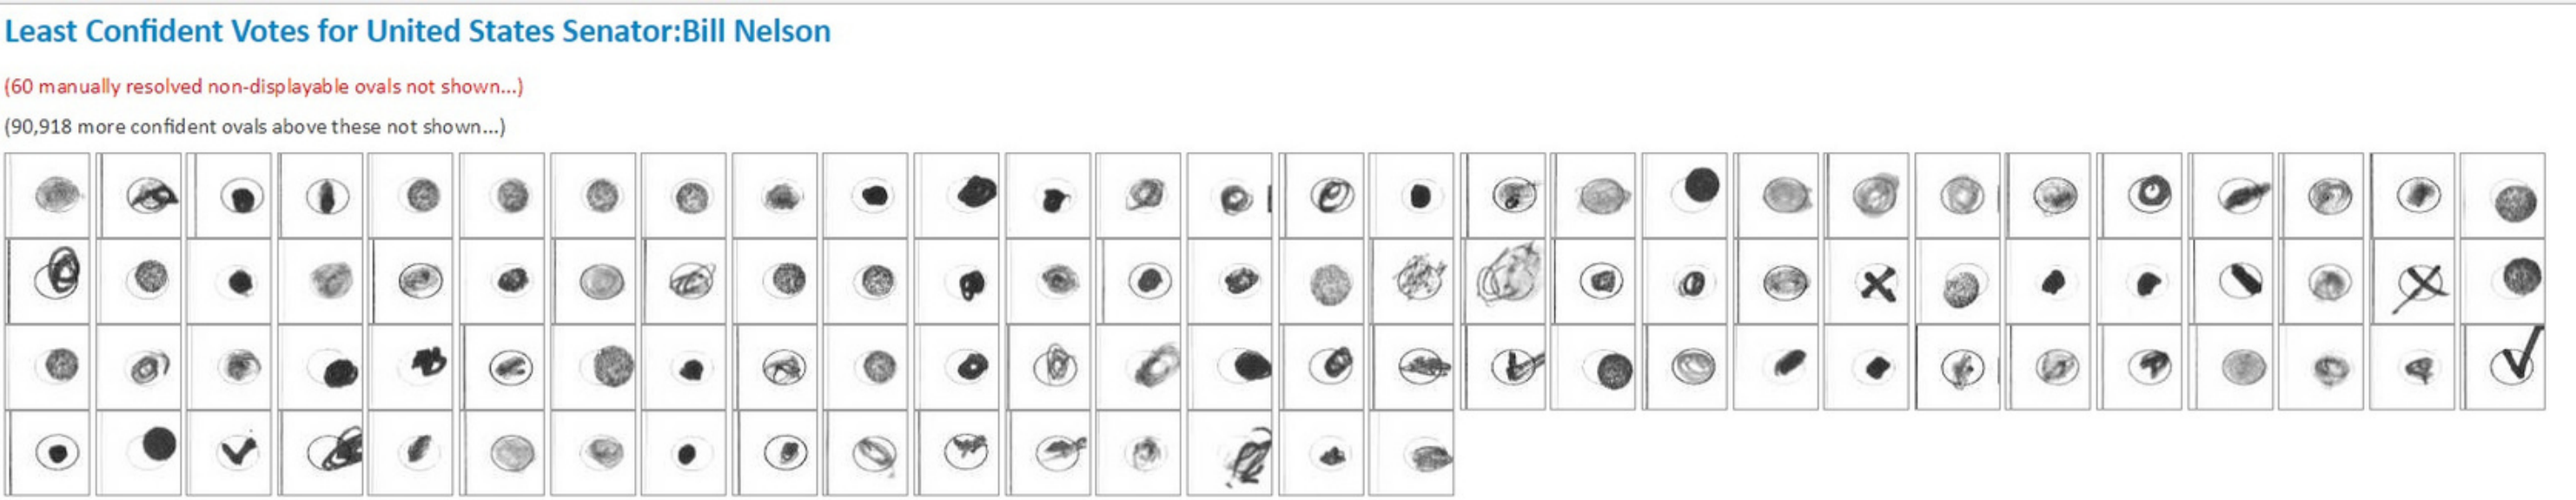 Least Confident Votes for United States Senator:Bill Nelson
(60 manually resolved non-displayable ovals not shown...)
(90,918 more confident ovals above these not shown...)